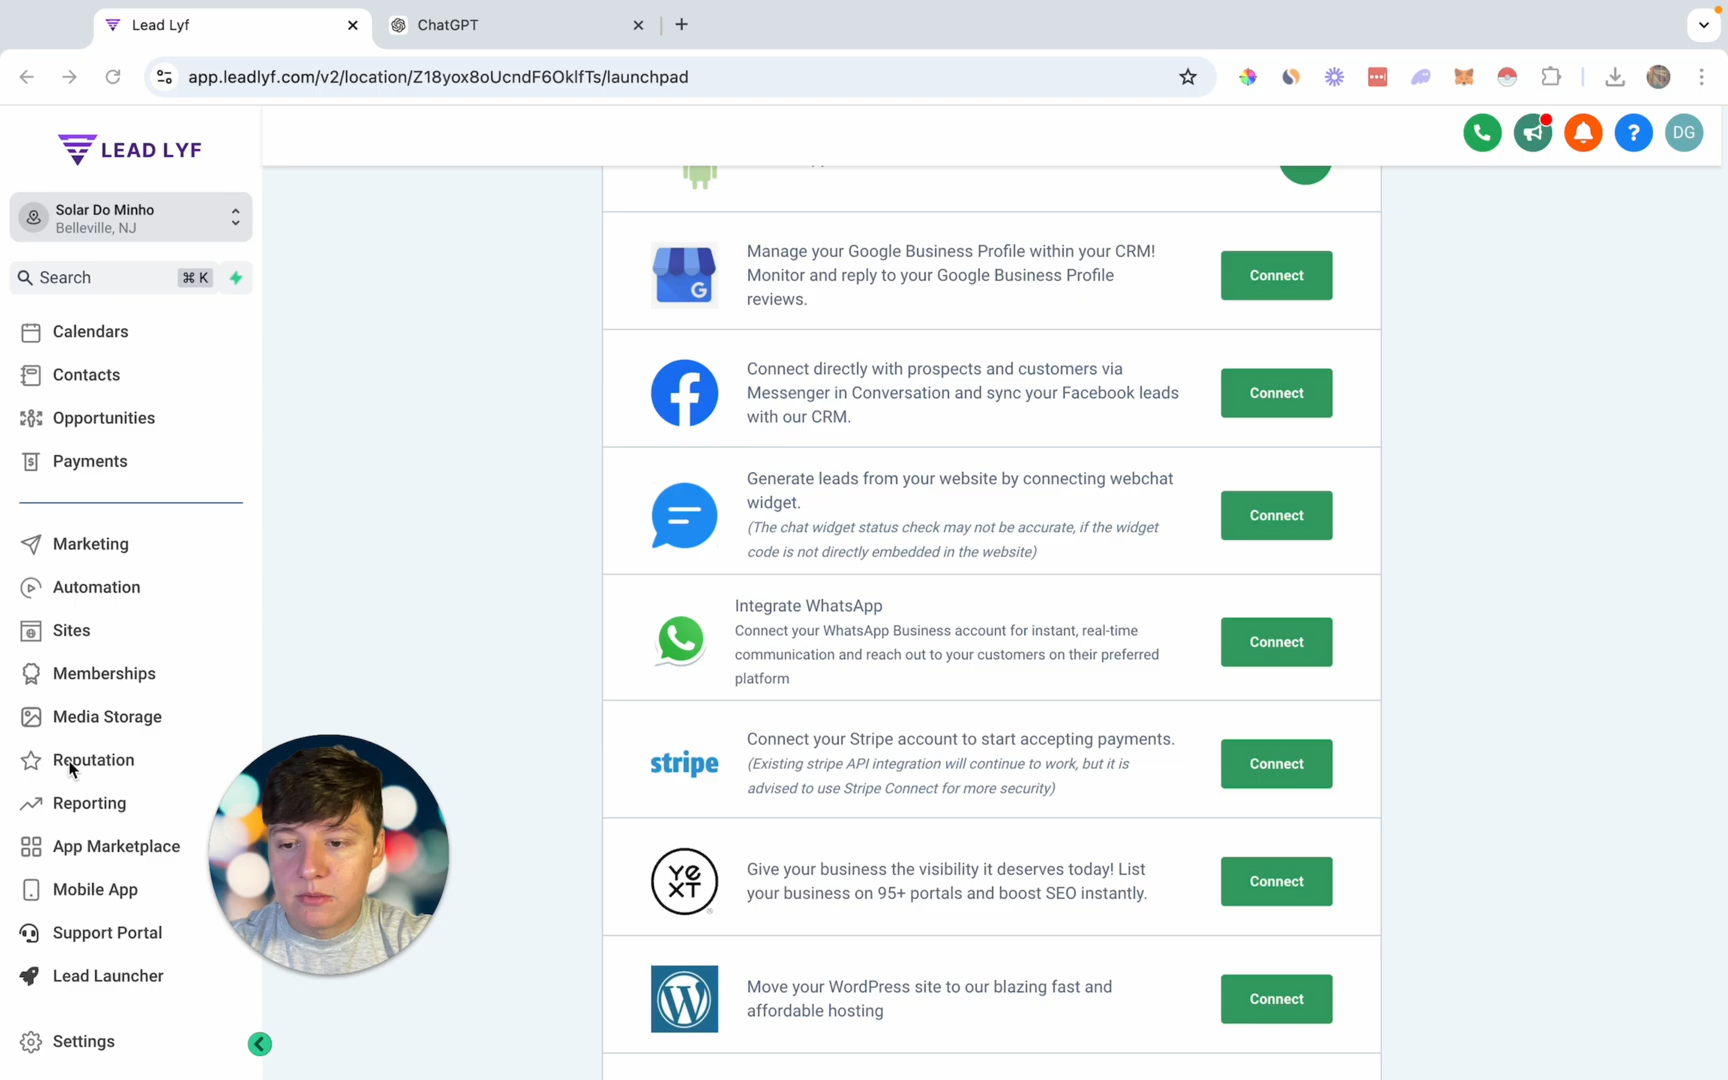 Lead Lyf
ChatGPT
app.leadlyf.com/v2/location/Z18yox8oUcndF6OklfTs/launchpad
LEAD LYF
DG
Solar Do Minho
Belleville, NJ
Search
⌘ K
Calendars
Contacts
Opportunities
Payments
Marketing
Automation
Sites
Memberships
Media Storage
Reputation
Reporting
App Marketplace
Mobile App
Support Portal
Lead Launcher
Settings
Manage your Google Business Profile within your CRM!
Monitor and reply to your Google Business Profile
reviews.
Connect
Connect directly with prospects and customers via
Messenger in Conversation and sync your Facebook leads
with our CRM.
Connect
Generate leads from your website by connecting webchat
widget.
(The chat widget status check may not be accurate, if the widget
code is not directly embedded in the website)
Connect
Integrate WhatsApp
Connect your WhatsApp Business account for instant, real-time
communication and reach out to your customers on their preferred
platform
Connect
stripe
Connect your Stripe account to start accepting payments.
(Existing stripe API integration will continue to work, but it is
advised to use Stripe Connect for more security)
Connect
YEXT
Give your business the visibility it deserves today! List
your business on 95+ portals and boost SEO instantly.
Connect
Move your WordPress site to our blazing fast and
affordable hosting
Connect